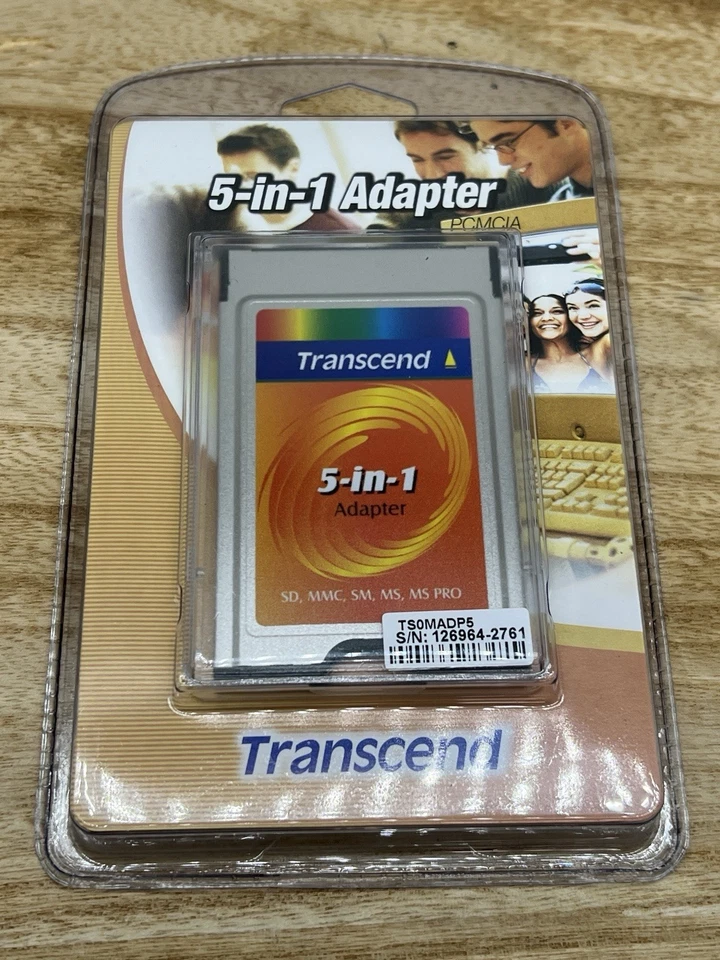 5-in-1 Adapter
PCMCIA
Transcend
5-in-1
Adapter
SD, MMC, SM, MS, MS PRO
TS0MADP5
S/N: 126964-2761
Transcend